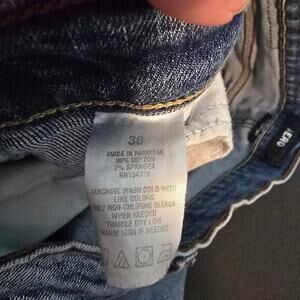 30
MADE IN PAKISTAN
98% COTTON
2% SPANDEX
MACHINE WASH COLD WITH
LIKE COLORS
ONLY NON-CHLORINE BLEACH
WHEN NEEDED
TUMBLE DRY LOW
WARM IRON IF NEEDED